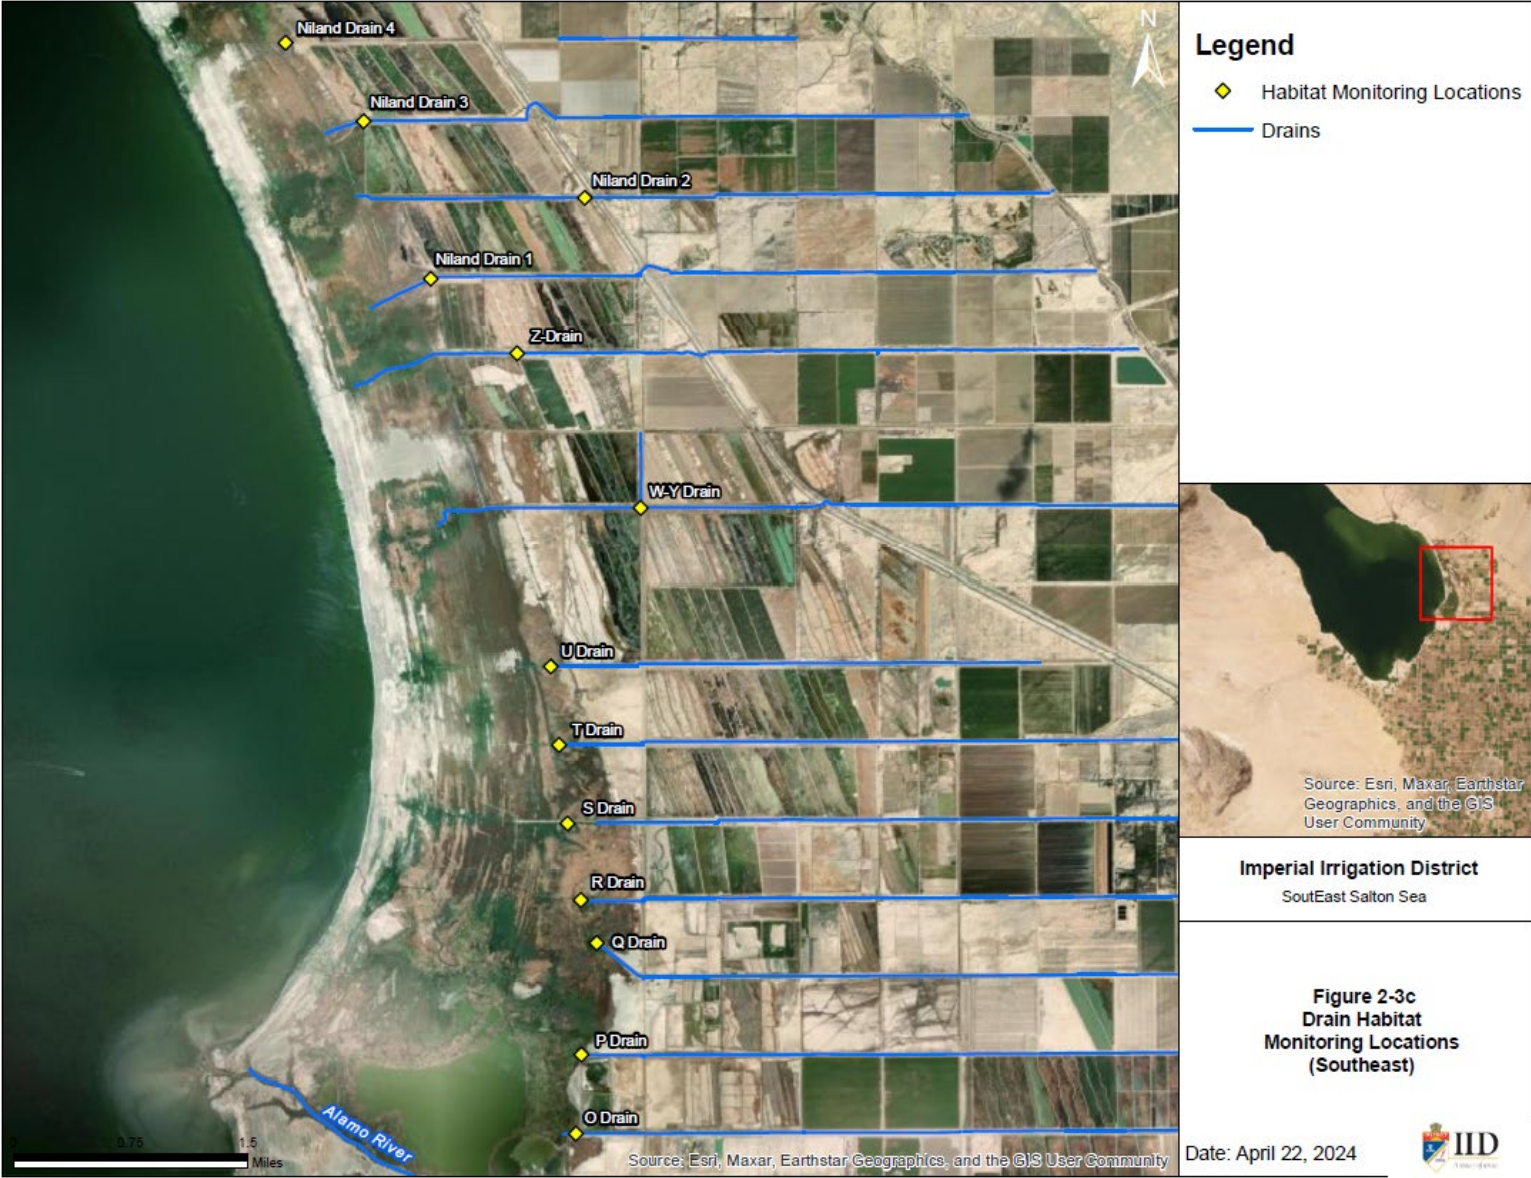 Niland Drain 4
N
Niland Drain 3
Niland Drain 2
Niland Drain 1
Z-Drain
W-Y Drain
U Drain
T Drain
S Drain
R Drain
Q Drain
P Drain
O Drain
Alamo River
0 0.75 1.5
Miles
Source: Esri, Maxar, Earthstar Geographics, and the GIS User Community
Legend
Habitat Monitoring Locations
Drains
Source: Esri, Maxar, Earthstar
Geographics, and the GIS
User Community
Imperial Irrigation District
SoutEast Salton Sea
Figure 2-3c
Drain Habitat
Monitoring Locations
(Southeast)
Date: April 22, 2024
IID